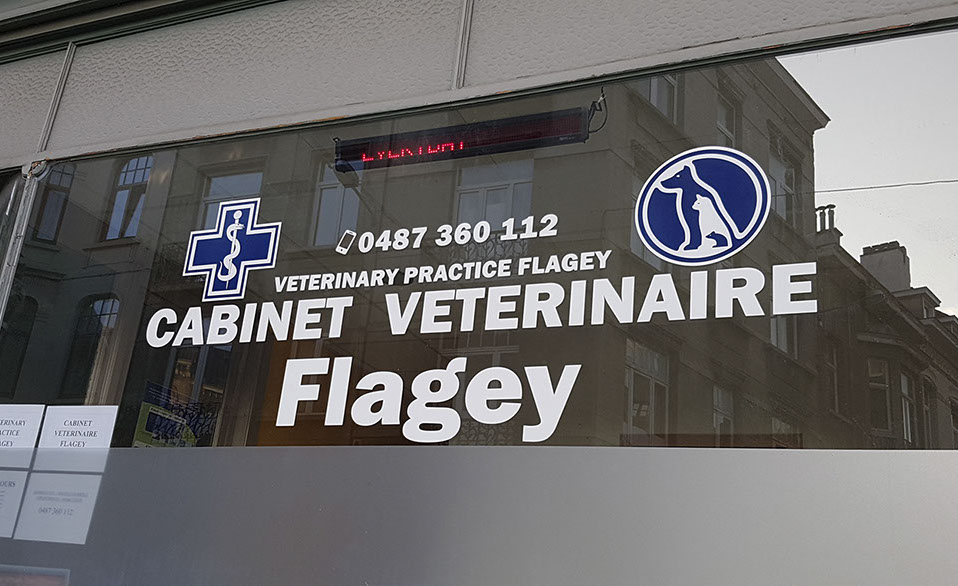 0487 360 112
VETERINARY PRACTICE FLAGEY
CABINET VETERINAIRE
Flagey
CABINET
VETERINAIRE
FLAGEY
0487 360 112